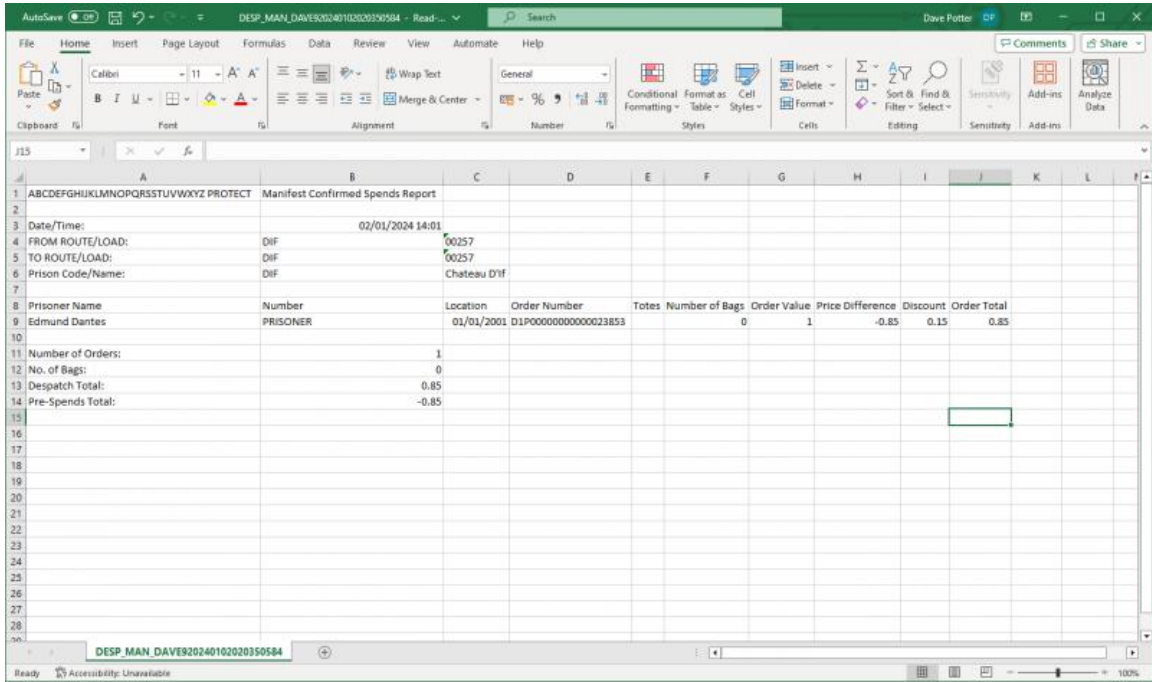 AutoSave Off DESP_MAN_DAVE920240102020350584 - Read-... Search Dave Potter DP
File Home Insert Page Layout Formulas Data Review View Automate Help Comments Share
Paste Calibri 11 A A Wrap Text General Conditional Formatting Format as Table Cell Styles Insert Sort & Filter Find & Select Sensitivity Add-ins Analyze Data
B I U A Merge & Center % 9 Delete
Format
Clipboard Font Alignment Number Styles Cells Editing Sensitivity Add-ins
J15 fx
A B C D E F G H I J K L
1 ABCDEFGHIJKLMNOPQRSSTUVWXYZ PROTECT Manifest Confirmed Spends Report
2
3 Date/Time: 02/01/2024 14:01
4 FROM ROUTE/LOAD: DIF 00257
5 TO ROUTE/LOAD: DIF 00257
6 Prison Code/Name: DIF Chateau D'If
7
8 Prisoner Name Number Location Order Number Totes Number of Bags Order Value Price Difference Discount Order Total
9 Edmund Dantes PRISONER 01/01/2001 D1P00000000000023853 0 1 -0.85 0.15 0.85
10
11 Number of Orders: 1
12 No. of Bags: 0
13 Despatch Total: 0.85
14 Pre-Spends Total: -0.85
15
16
17
18
19
20
21
22
23
24
25
26
27
28
DESP_MAN_DAVE920240102020350584
Ready Accessibility: Unavailable 100%